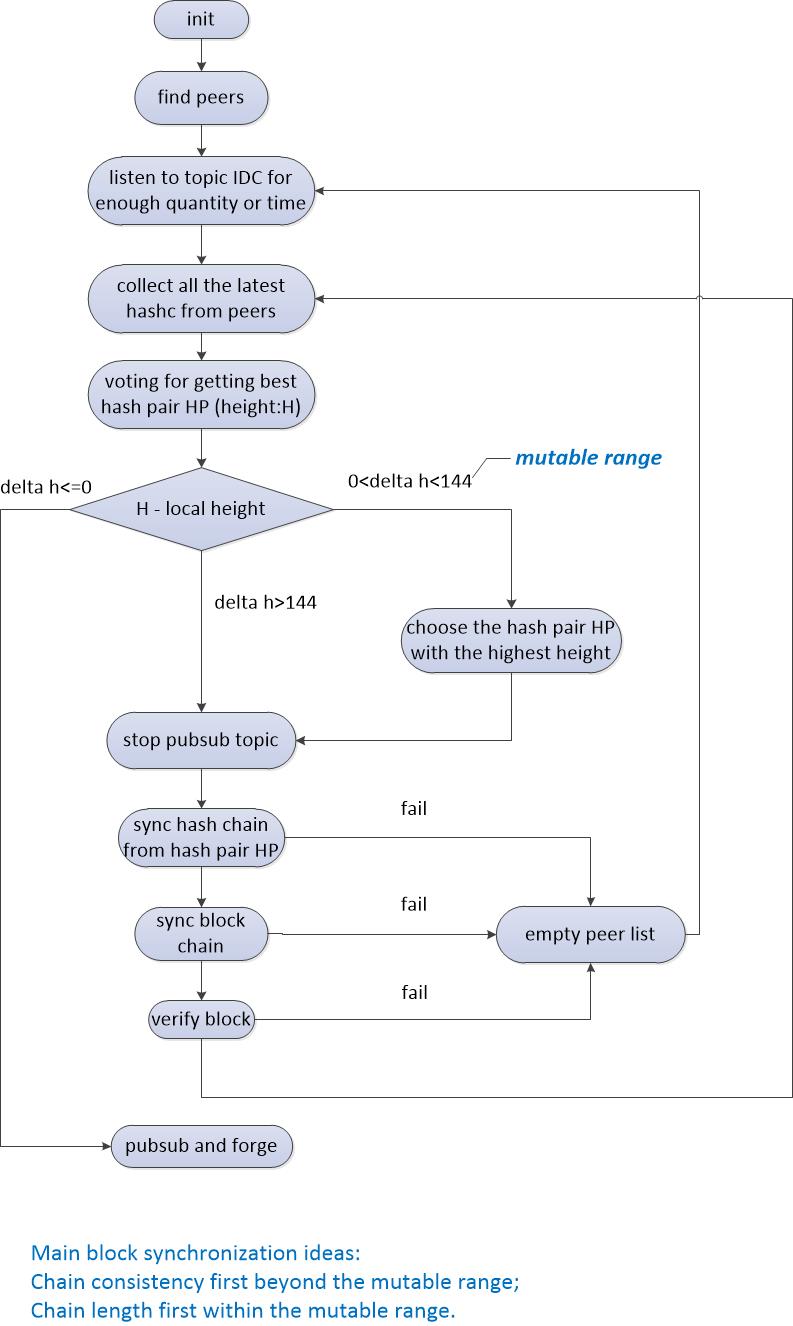 init
find peers
listen to topic IDC for
enough quantity or time
collect all the latest
hashc from peers
voting for getting best
hash pair HP (height:H)
mutable range
delta h<=0
0<delta h<144
H - local height
delta h>144
choose the hash pair HP
with the highest height
stop pubsub topic
fail
sync hash chain
from hash pair HP
fail
sync block
chain
empty peer list
fail
verify block
pubsub and forge
Main block synchronization ideas:
Chain consistency first beyond the mutable range;
Chain length first within the mutable range.